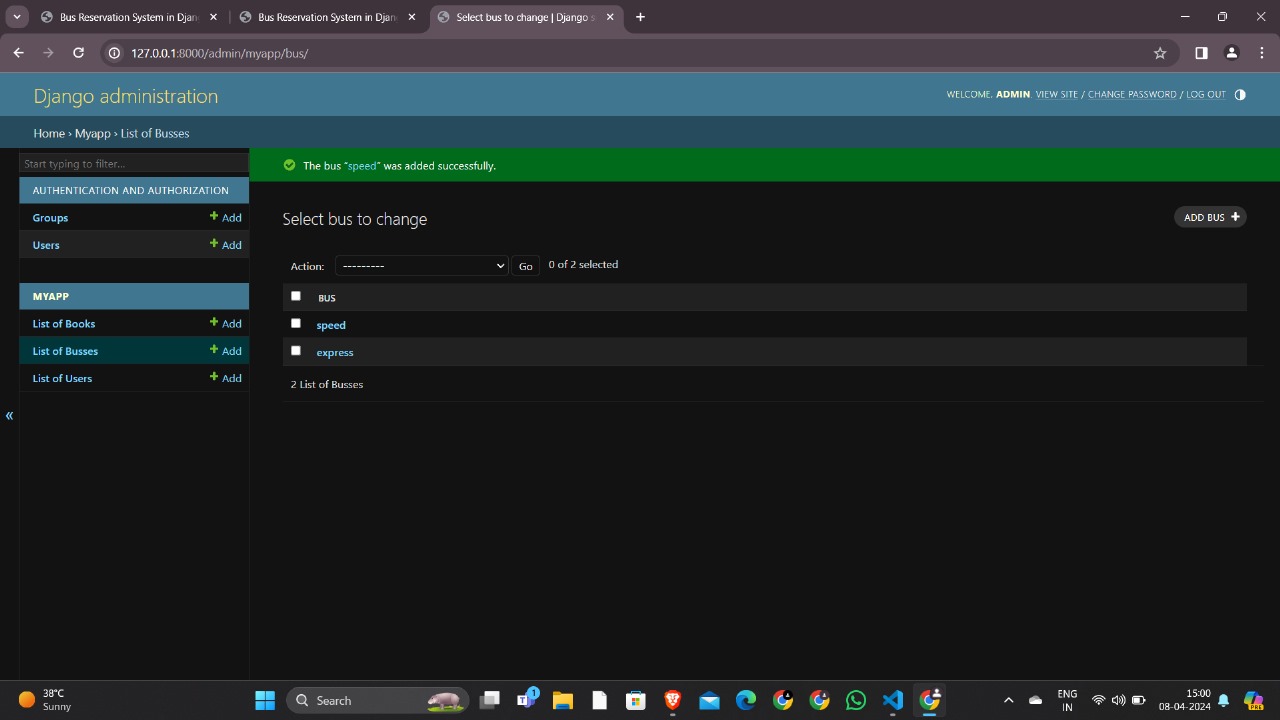 Bus Reservation System in Djan
Bus Reservation System in Djan
Select bus to change | Django s
127.0.0.1:8000/admin/myapp/bus/
Django administration
WELCOME, ADMIN. VIEW SITE / CHANGE PASSWORD / LOG OUT
Home › Myapp › List of Busses
Start typing to filter...
The bus “speed” was added successfully.
AUTHENTICATION AND AUTHORIZATION
Groups + Add
Users + Add
Select bus to change
ADD BUS +
Action: --------- Go 0 of 2 selected
BUS
speed
express
2 List of Busses
MYAPP
List of Books + Add
List of Busses + Add
List of Users + Add
«
38°C
Sunny
Search
1
PRE
ENG
IN
15:00
08-04-2024